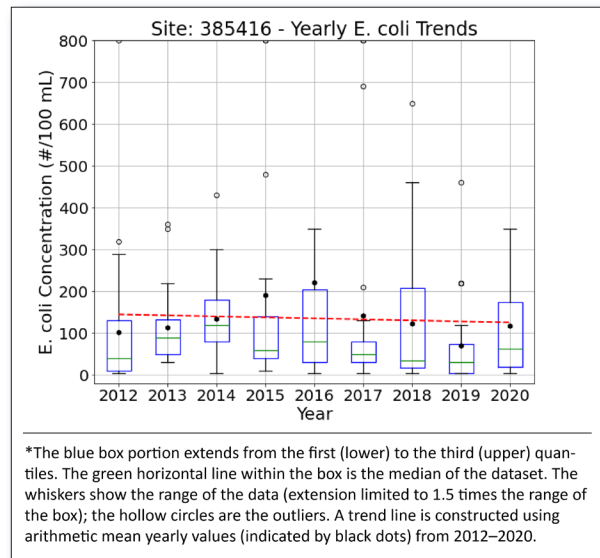 Site: 385416 - Yearly E. coli Trends
800
700
600
500
400
300
200
100
0
E. coli Concentration (#/100 mL)
2012 2013 2014 2015 2016 2017 2018 2019 2020
Year
*The blue box portion extends from the first (lower) to the third (upper) quan-
tiles. The green horizontal line within the box is the median of the dataset. The
whiskers show the range of the data (extension limited to 1.5 times the range of
the box); the hollow circles are the outliers. A trend line is constructed using
arithmetic mean yearly values (indicated by black dots) from 2012–2020.